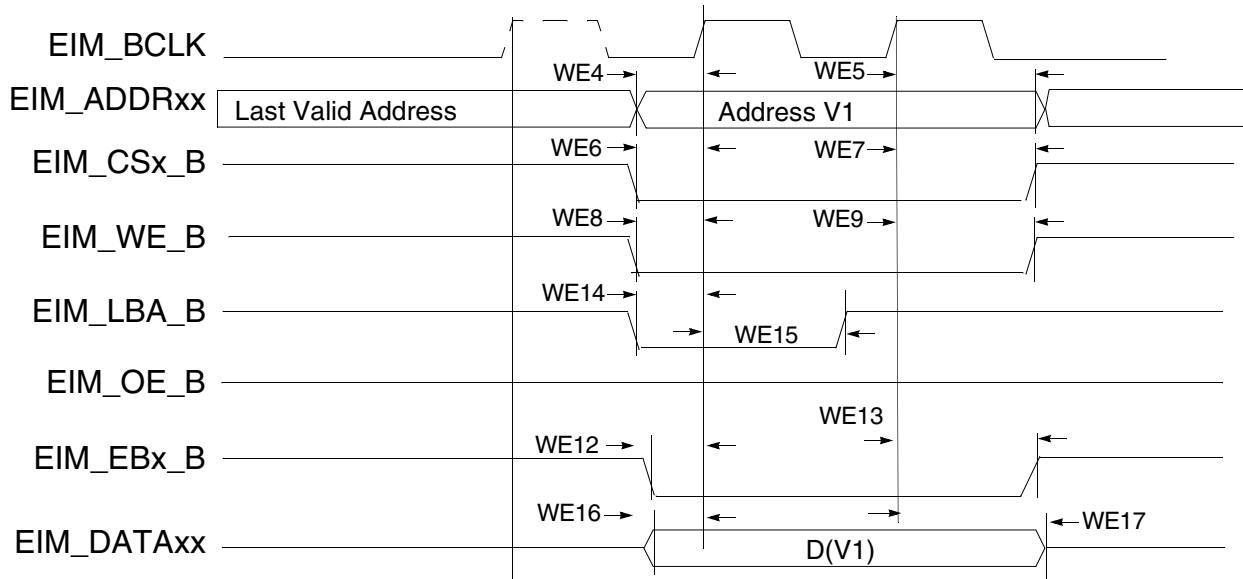 EIM_BCLK
WE4 WE5
EIM_ADDRxx Last Valid Address Address V1
WE6 WE7
EIM_CSx_B
WE8 WE9
EIM_WE_B
WE14
EIM_LBA_B
WE15
EIM_OE_B
WE13
WE12
EIM_EBx_B
WE16 WE17
EIM_DATAxx D(V1)